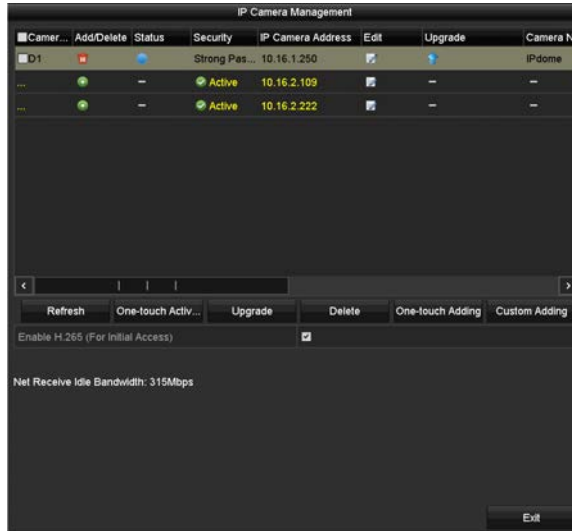 IP Camera Management
Camer... Add/Delete Status Security IP Camera Address Edit Upgrade Camera N
D1 Strong Pas... 10.16.1.250 IPdome
... – Active 10.16.2.109 –  –
... – Active 10.16.2.222 –  –
Refresh One-touch Activ... Upgrade Delete One-touch Adding Custom Adding
Enable H.265 (For Initial Access)
Net Receive Idle Bandwidth: 315Mbps
Exit